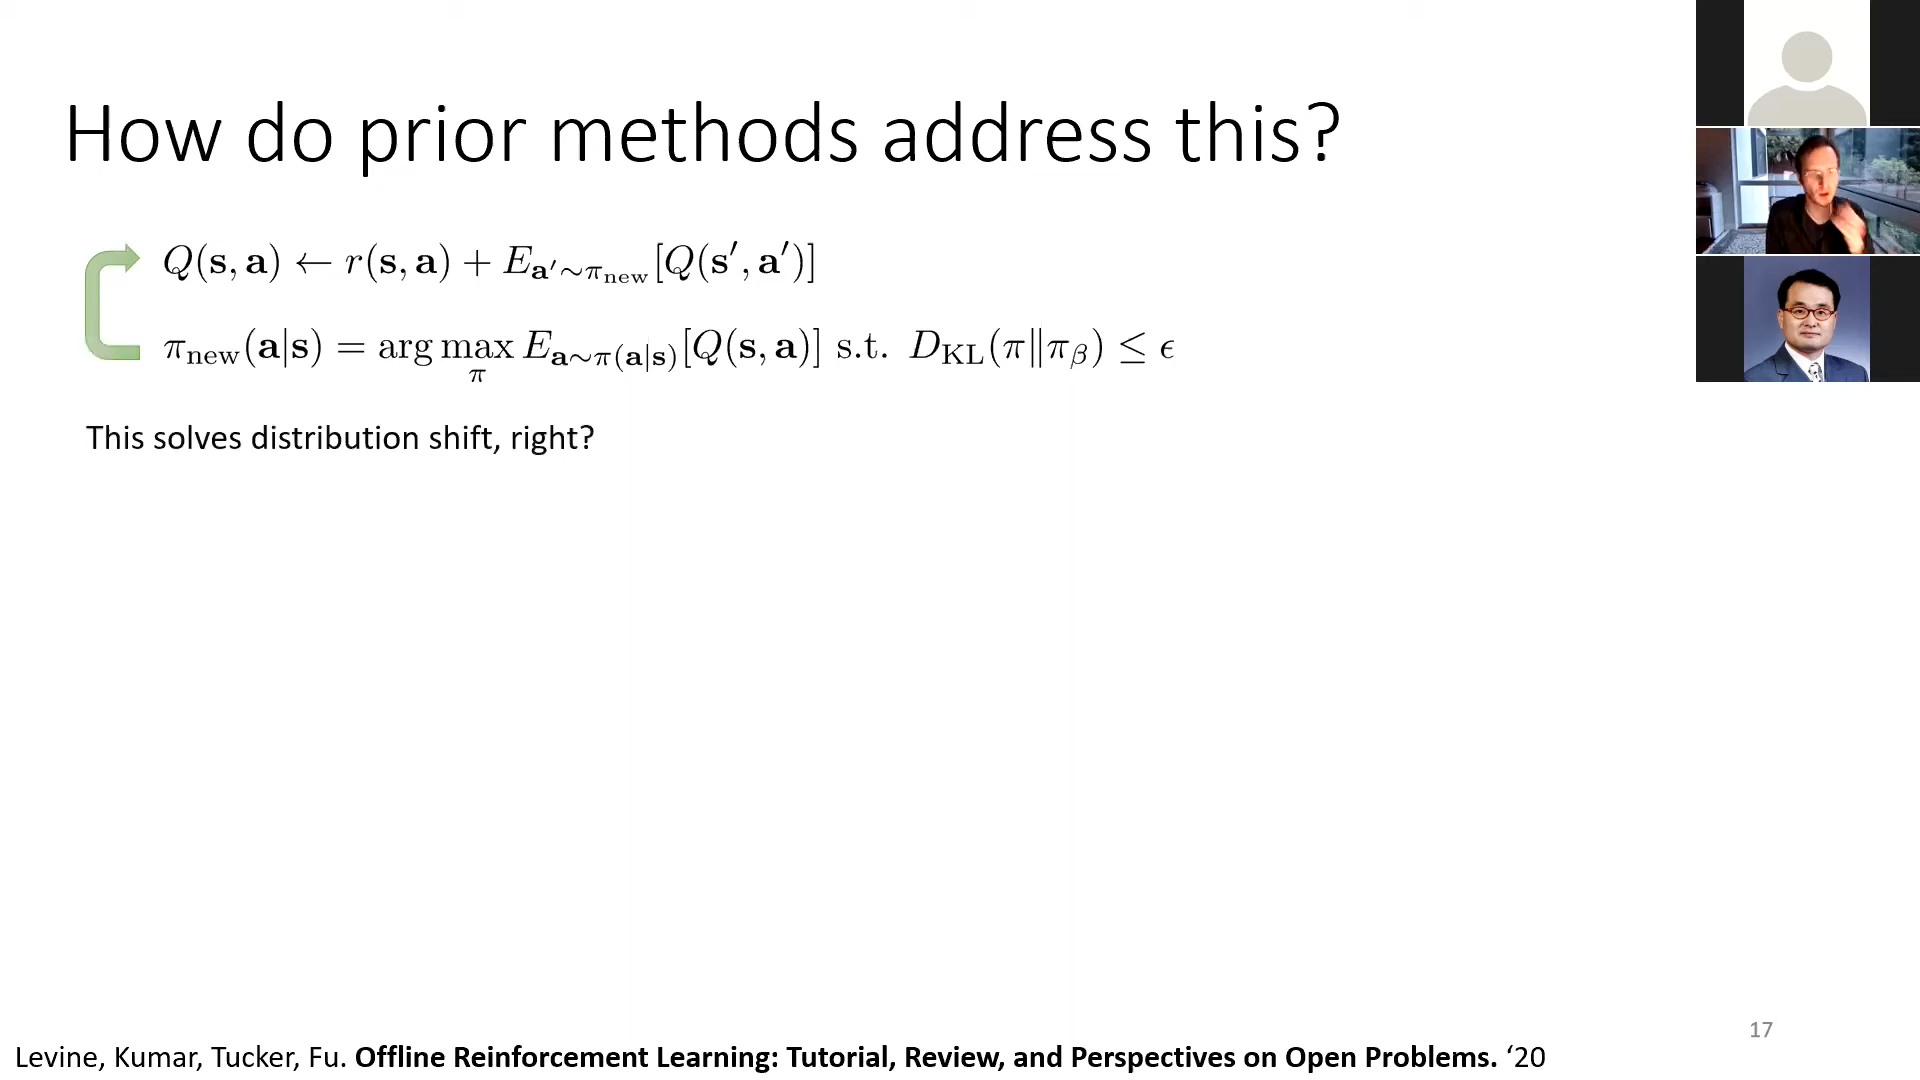 How do prior methods address this?
Q(s, a) ← r(s, a) + E_{a′∼π_new}[Q(s′, a′)]
π_new(a|s) = arg max_π E_{a∼π(a|s)}[Q(s, a)] s.t. D_KL(π‖π_β) ≤ ϵ
This solves distribution shift, right?
17
Levine, Kumar, Tucker, Fu. Offline Reinforcement Learning: Tutorial, Review, and Perspectives on Open Problems. ‘20